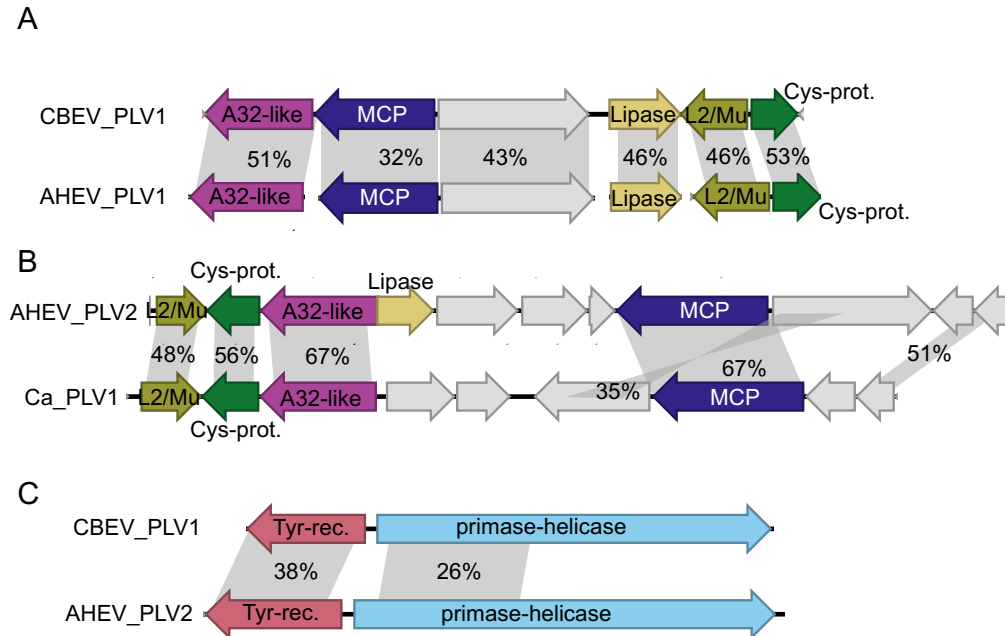 A
Cys-prot.
CBEV_PLV1 A32-like MCP Lipase L2/Mu
51% 32% 43% 46% 46% 53%
AHEV_PLV1 A32-like MCP Lipase L2/Mu
Cys-prot.
B
Cys-prot. Lipase
AHEV_PLV2 L2/Mu A32-like MCP
48% 56% 67% 67% 51%
35%
Ca_PLV1 L2/Mu A32-like MCP
Cys-prot.
C
CBEV_PLV1 Tyr-rec. primase-helicase
38% 26%
AHEV_PLV2 Tyr-rec. primase-helicase